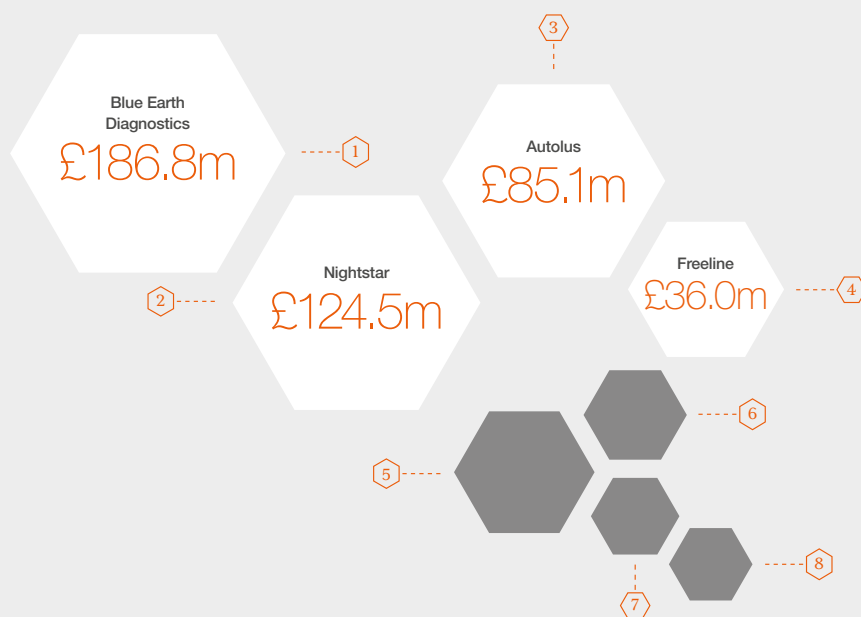 Blue Earth
Diagnostics
£186.8m
1
2
Nightstar
£124.5m
3
Autolus
£85.1m
Freeline
£36.0m
4
5
6
7
8